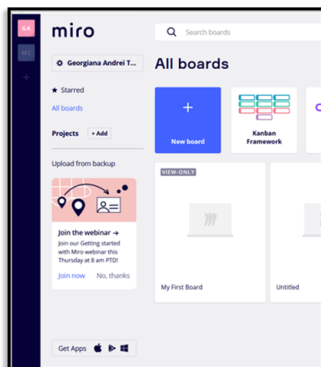 GA
miro
Search boards
MC
Georgiana Andrei T...
All boards
Starred
All boards
New board
Kanban
Framework
Projects
+ Add
Upload from backup
VIEW-ONLY
Join the webinar →
Join our Getting started
with Miro webinar this
Thursday at 8 am PTD!
Join now
No, thanks
My First Board
Untitled
Get Apps